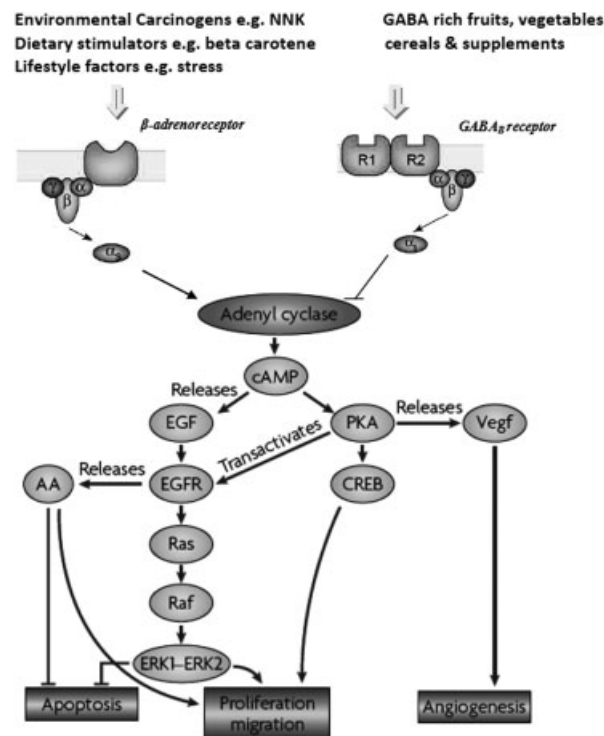 Environmental Carcinogens e.g. NNK
Dietary stimulators e.g. beta carotene
Lifestyle factors e.g. stress
GABA rich fruits, vegetables
cereals & supplements
β-adrenoreceptor
GABA_B receptor
R1 R2
γ β α
α β γ
αs
αi
Adenyl cyclase
cAMP
Releases
EGF
PKA
Releases
Vegf
Transactivates
AA
Releases
EGFR
CREB
Ras
Raf
ERK1–ERK2
Apoptosis
Proliferation
migration
Angiogenesis